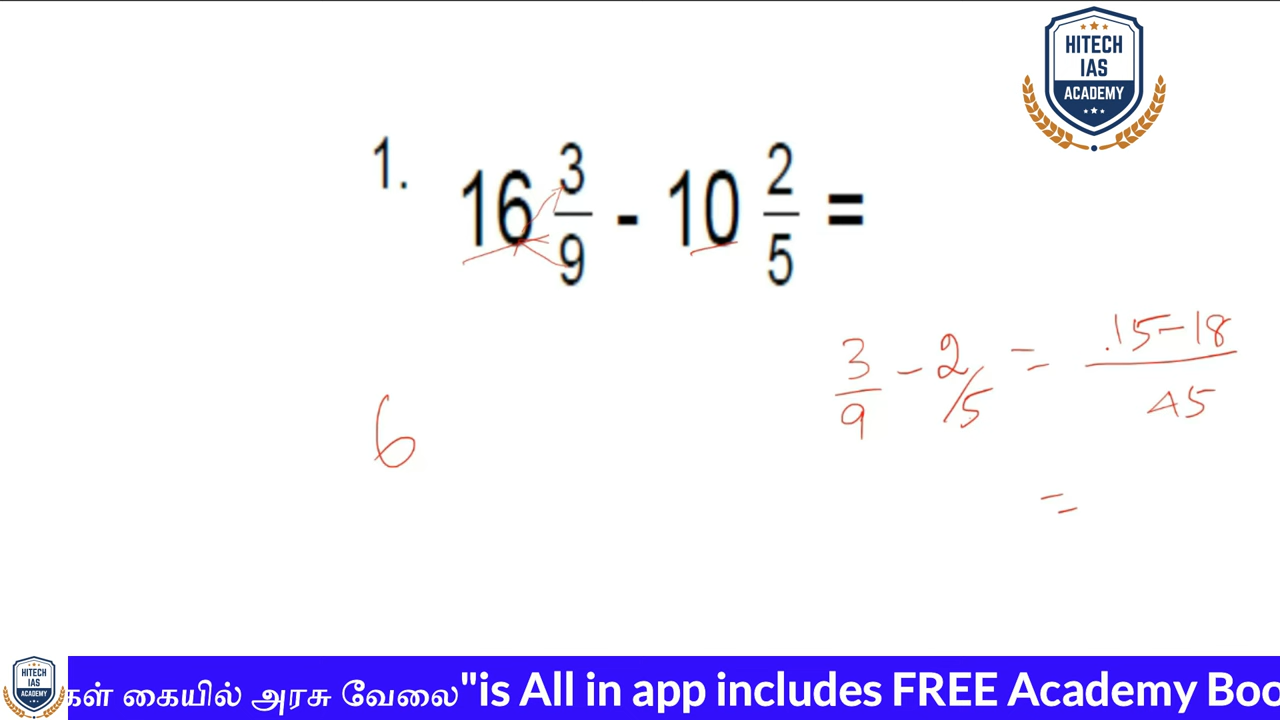 HITECH
IAS
ACADEMY
1. 16 3/9 - 10 2/5 =
3/9 - 2/5 = .15-18/45
6
=
HITECH
IAS
ACADEMY
கள் கையில் அரசு வேலை"is All in app includes FREE Academy Boo